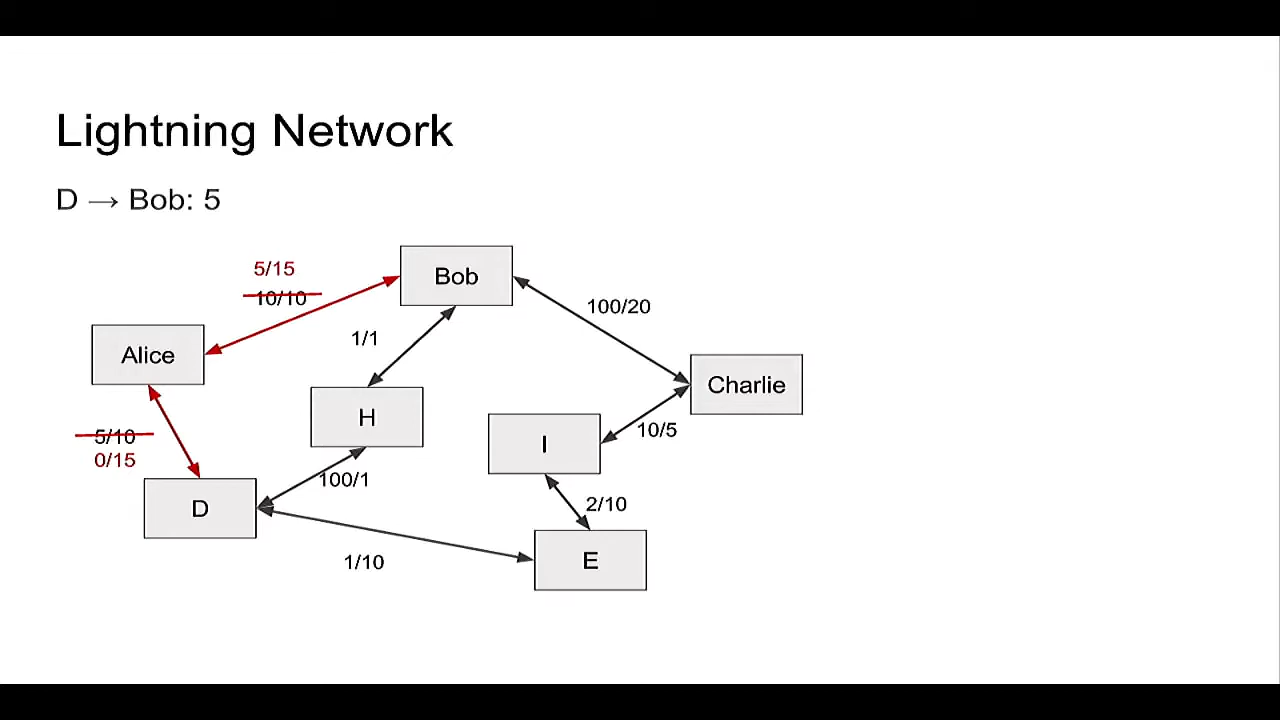 Lightning Network
D → Bob: 5
5/15
10/10
Bob
100/20
1/1
Alice
Charlie
H
10/5
I
5/10
0/15
100/1
2/10
D
E
1/10